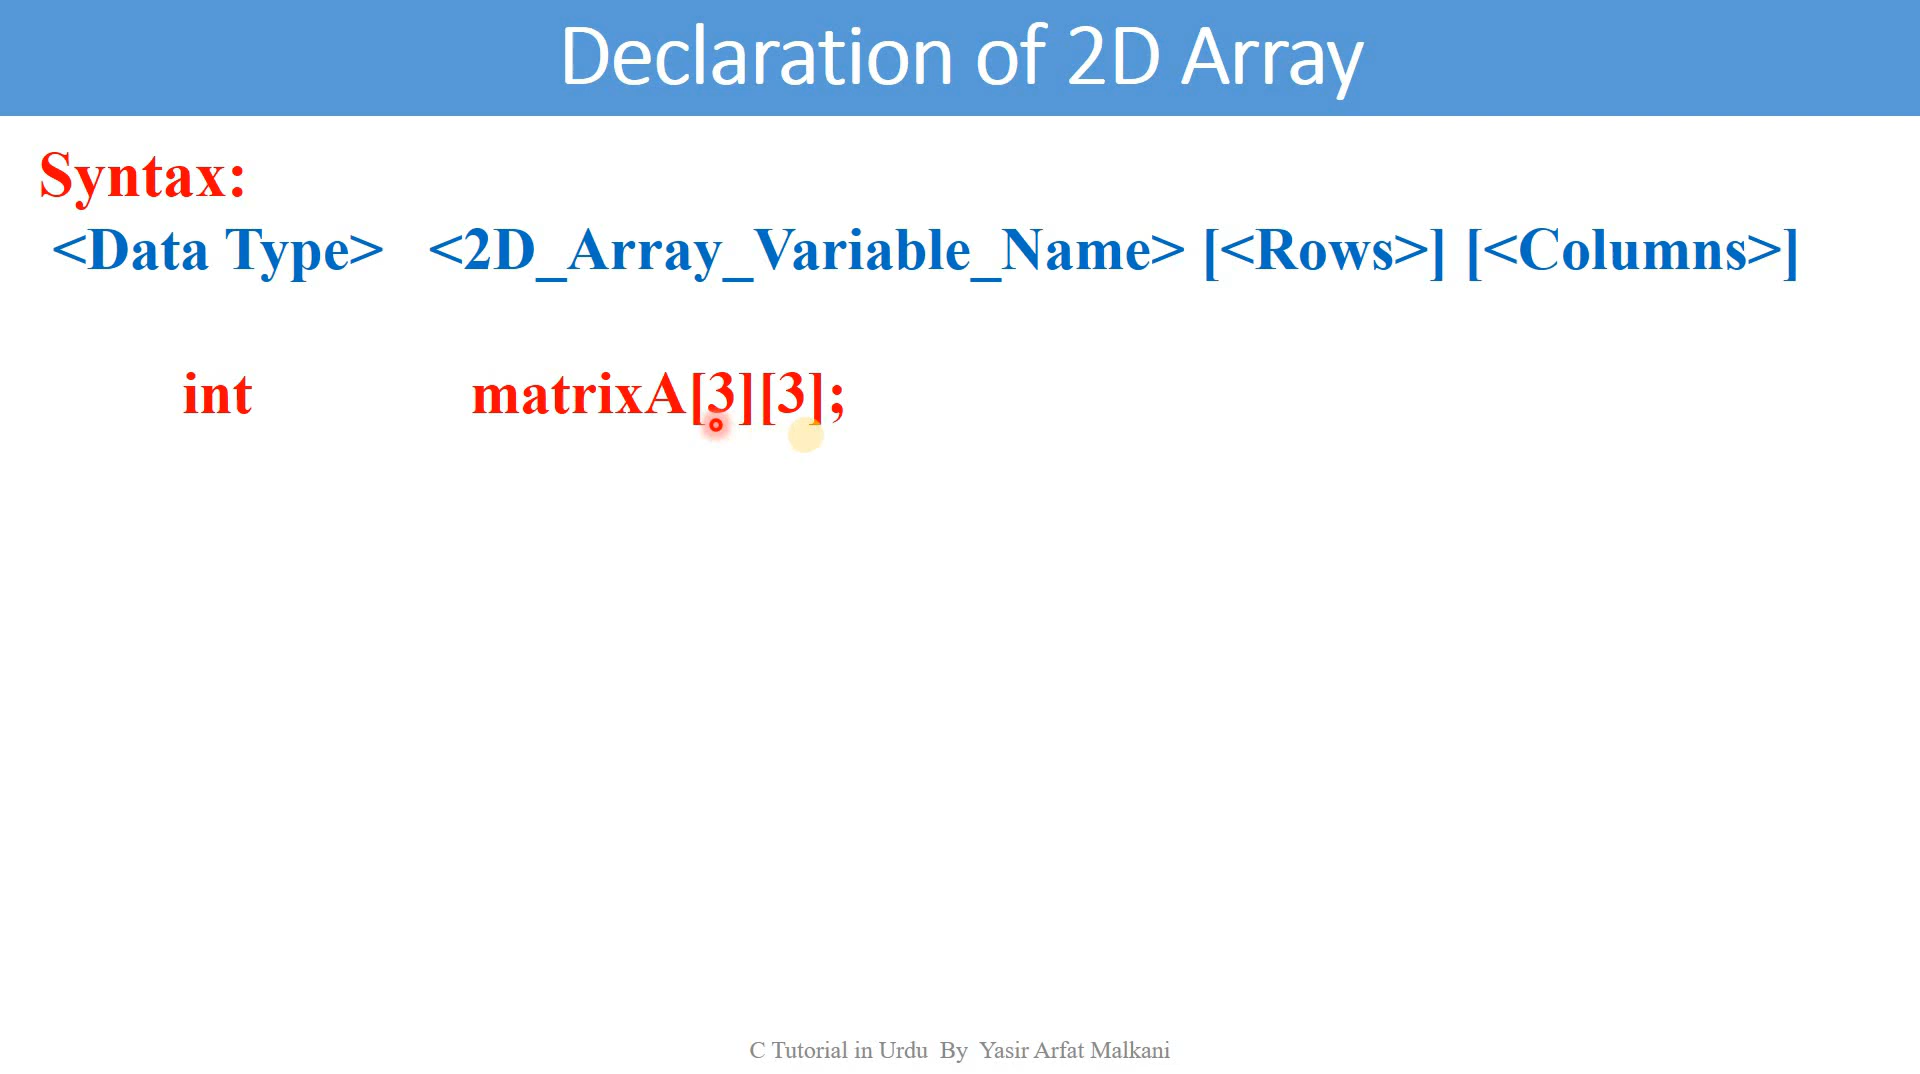 Declaration of 2D Array
Syntax:
<Data Type> <2D_Array_Variable_Name> [<Rows>] [<Columns>]
int matrixA[3][3];
C Tutorial in Urdu By Yasir Arfat Malkani